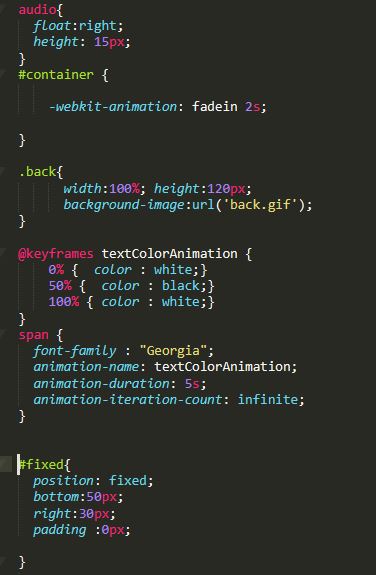 audio{
float:right;
height: 15px;
}
#container {
-webkit-animation: fadein 2s;
}
.back{
width:100%; height:120px;
background-image:url('back.gif');
}
@keyframes textColorAnimation {
0% {  color : white;}
50% {  color : black;}
100% { color : white;}
}
span {
font-family : "Georgia";
animation-name: textColorAnimation;
animation-duration: 5s;
animation-iteration-count: infinite;
}
#fixed{
position: fixed;
bottom:50px;
right:30px;
padding :0px;
}